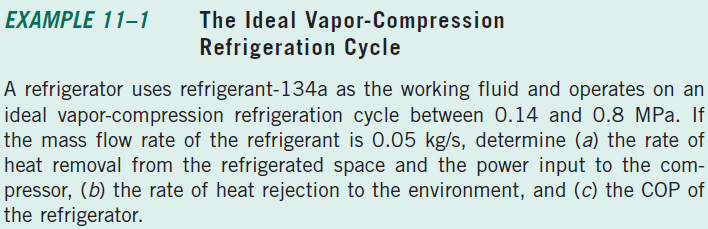 EXAMPLE 11–1 The Ideal Vapor-Compression
Refrigeration Cycle
A refrigerator uses refrigerant-134a as the working fluid and operates on an
ideal vapor-compression refrigeration cycle between 0.14 and 0.8 MPa. If
the mass flow rate of the refrigerant is 0.05 kg/s, determine (a) the rate of
heat removal from the refrigerated space and the power input to the com-
pressor, (b) the rate of heat rejection to the environment, and (c) the COP of
the refrigerator.